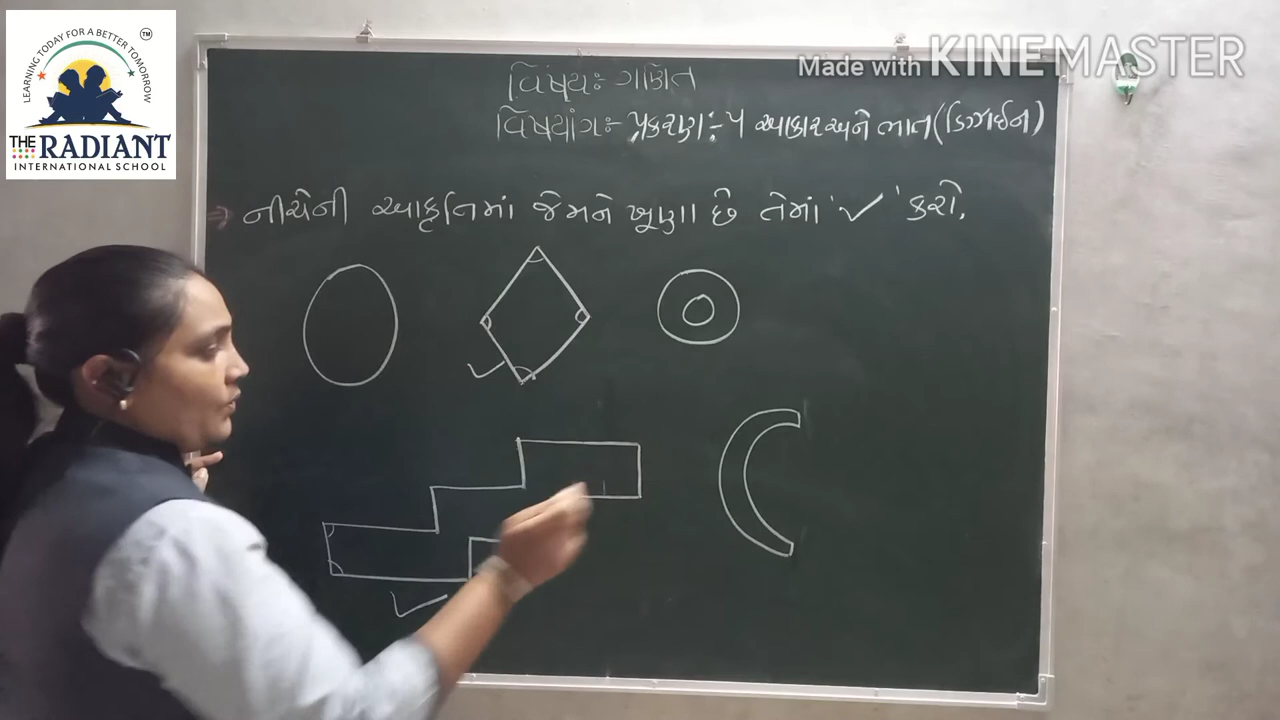 LEARNING TODAY FOR A BETTER TOMORROW
TM
THE RADIANT
INTERNATIONAL SCHOOL
Made with KINEMASTER
વિષયઃ ગણિત
વિષયાંગઃ- પ્રકરણઃ- ૫ આકાર અને ભાત (ડિઝાઈન)
⇒ નીચેની આકૃતિમાં જેમને ખૂણા છે તેમાં '✓' કરો.